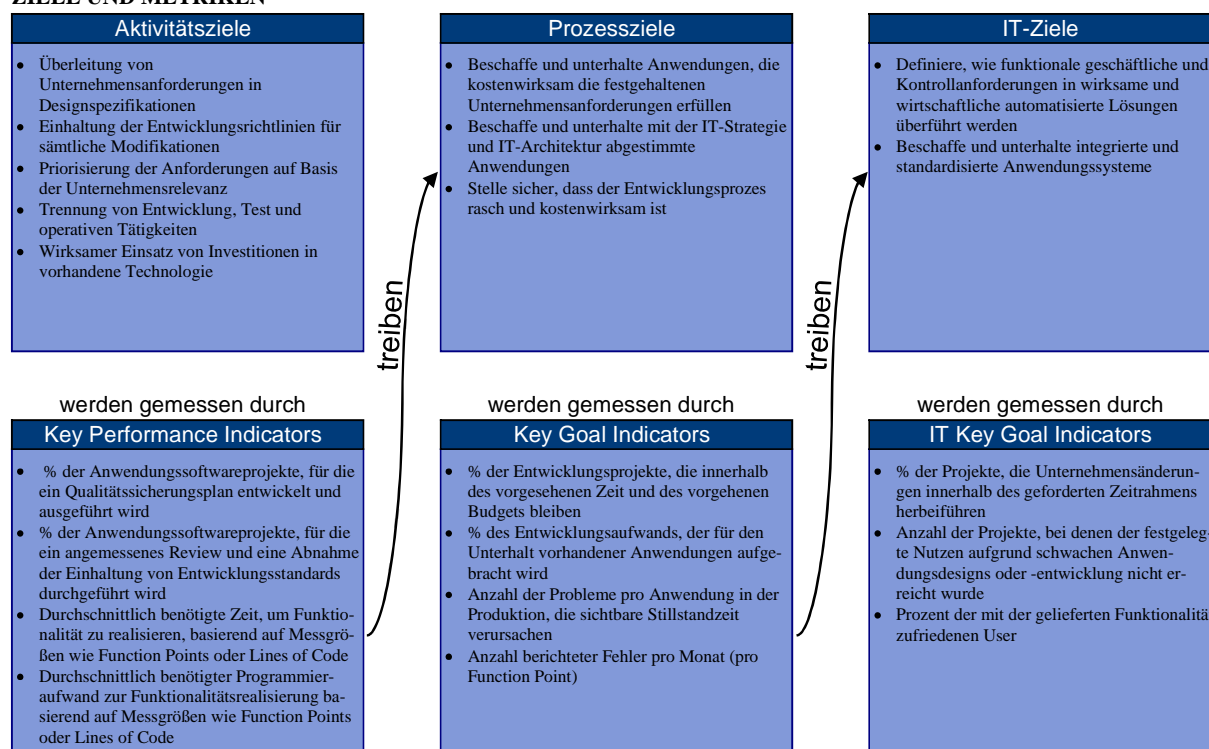 ZIELE UND METRIKEN
Aktivitätsziele
• Überleitung von
Unternehmensanforderungen in
Designspezifikationen
• Einhaltung der Entwicklungsrichtlinien für
sämtliche Modifikationen
• Priorisierung der Anforderungen auf Basis
der Unternehmensrelevanz
• Trennung von Entwicklung, Test und
operativen Tätigkeiten
• Wirksamer Einsatz von Investitionen in
vorhandene Technologie
treiben
Prozessziele
• Beschaffe und unterhalte Anwendungen, die
kostenwirksam die festgehaltenen
Unternehmensanforderungen erfüllen
• Beschaffe und unterhalte mit der IT-Strategie
und IT-Architektur abgestimmte
Anwendungen
• Stelle sicher, dass der Entwicklungsprozes
rasch und kostenwirksam ist
treiben
IT-Ziele
• Definiere, wie funktionale geschäftliche und
Kontrollanforderungen in wirksame und
wirtschaftliche automatisierte Lösungen
überführt werden
• Beschaffe und unterhalte integrierte und
standardisierte Anwendungssysteme
werden gemessen durch
Key Performance Indicators
• % der Anwendungssoftwareprojekte, für die
ein Qualitätssicherungsplan entwickelt und
ausgeführt wird
• % der Anwendungssoftwareprojekte, für die
ein angemessenes Review und eine Abnahme
der Einhaltung von Entwicklungsstandards
durchgeführt wird
• Durchschnittlich benötigte Zeit, um Funktio-
nalität zu realisieren, basierend auf Messgrö-
ßen wie Function Points oder Lines of Code
• Durchschnittlich benötigter Programmier-
aufwand zur Funktionalitätsrealisierung ba-
sierend auf Messgrößen wie Function Points
oder Lines of Code
werden gemessen durch
Key Goal Indicators
• % der Entwicklungsprojekte, die innerhalb
des vorgesehenen Zeit und des vorgehenen
Budgets bleiben
• % des Entwicklungsaufwands, der für den
Unterhalt vorhandener Anwendungen aufge-
bracht wird
• Anzahl der Probleme pro Anwendung in der
Produktion, die sichtbare Stillstandzeit
verursachen
• Anzahl berichteter Fehler pro Monat (pro
Function Point)
werden gemessen durch
IT Key Goal Indicators
• % der Projekte, die Unternehmensänderun-
gen innerhalb des geforderten Zeitrahmens
herbeiführen
• Anzahl der Projekte, bei denen der festgeleg-
te Nutzen aufgrund schwachen Anwen-
dungsdesigns oder -entwicklung nicht er-
reicht wurde
• Prozent der mit der gelieferten Funktionalitä
zufriedenen User